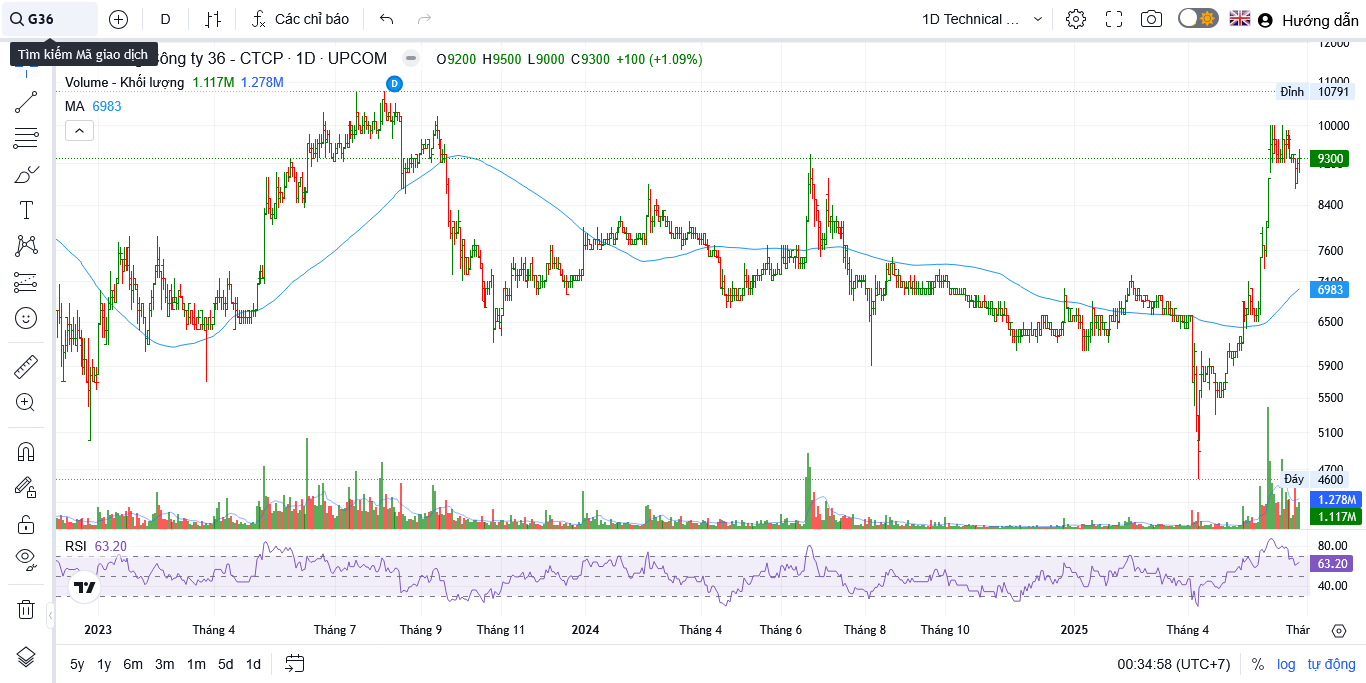 G36 D Các chỉ báo 1D Technical ... Hướng dẫn
Tìm kiếm Mã giao dịch
ông ty 36 - CTCP · 1D · UPCOM O9200 H9500 L9000 C9300 +100 (+1.09%)
Volume - Khối lượng 1.117M 1.278M
MA 6983
D
12000
11000
Đỉnh 10791
10000
9300
8400
7600
7100
6983
6500
5900
5500
5100
4700
Đáy 4600
1.278M
1.117M
RSI 63.20
80.00
63.20
40.00
2023 Tháng 4 Tháng 7 Tháng 9 Tháng 11 2024 Tháng 4 Tháng 6 Tháng 8 Tháng 10 2025 Tháng 4 Thár
5y 1y 6m 3m 1m 5d 1d 00:34:58 (UTC+7) % log tự động